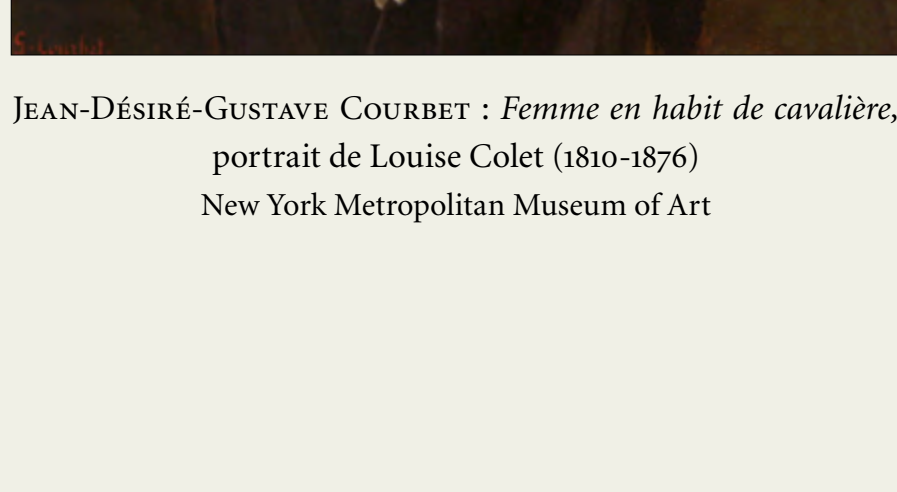 G. Courbet
Jean-Désiré-Gustave Courbet : Femme en habit de cavalière,
portrait de Louise Colet (1810-1876)
New York Metropolitan Museum of Art